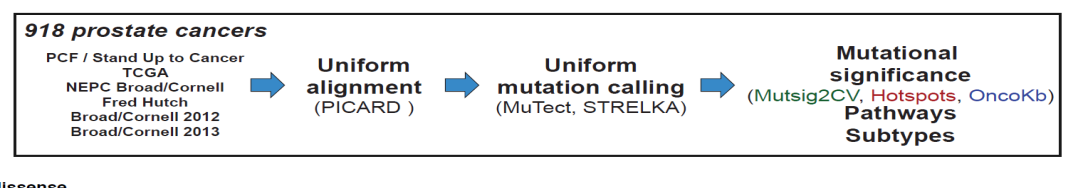 918 prostate cancers
PCF / Stand Up to Cancer
TCGA
NEPC Broad/Cornell
Fred Hutch
Broad/Cornell 2012
Broad/Cornell 2013
Uniform
alignment
(PICARD )
Uniform
mutation calling
(MuTect, STRELKA)
Mutational
significance
(Mutsig2CV, Hotspots, OncoKb)
Pathways
Subtypes